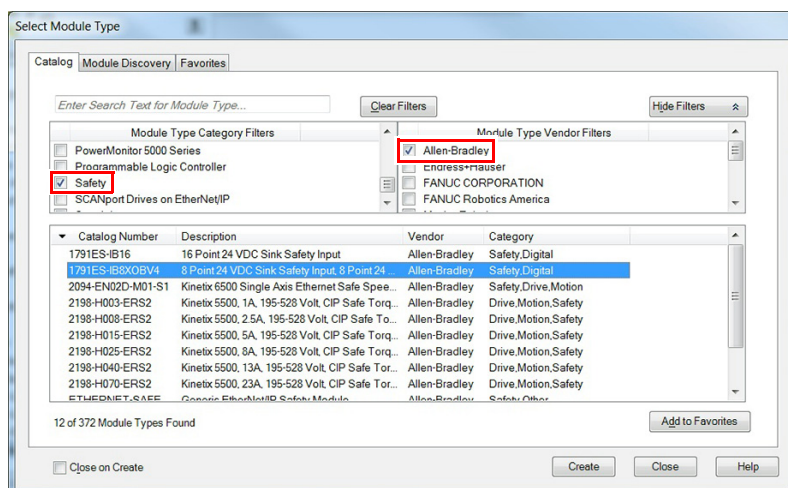 Select Module Type
Catalog Module Discovery Favorites
Enter Search Text for Module Type... Clear Filters Hide Filters
Module Type Category Filters Module Type Vendor Filters
PowerMonitor 5000 Series Allen-Bradley
Programmable Logic Controller Endress+Hauser
Safety FANUC CORPORATION
SCANport Drives on EtherNet/IP FANUC Robotics America
Catalog Number Description Vendor Category
1791ES-IB16 16 Point 24 VDC Sink Safety Input Allen-Bradley Safety,Digital
1791ES-IB8XOBV4 8 Point 24 VDC Sink Safety Input, 8 Point 24 ... Allen-Bradley Safety,Digital
2094-EN02D-M01-S1 Kinetix 6500 Single Axis Ethernet Safe Spee... Allen-Bradley Safety,Drive,Motion
2198-H003-ERS2 Kinetix 5500, 1A, 195-528 Volt, CIP Safe Torq... Allen-Bradley Drive,Motion,Safety
2198-H008-ERS2 Kinetix 5500, 2.5A, 195-528 Volt, CIP Safe To... Allen-Bradley Drive,Motion,Safety
2198-H015-ERS2 Kinetix 5500, 5A, 195-528 Volt, CIP Safe Torq... Allen-Bradley Drive,Motion,Safety
2198-H025-ERS2 Kinetix 5500, 8A, 195-528 Volt, CIP Safe Torq... Allen-Bradley Drive,Motion,Safety
2198-H040-ERS2 Kinetix 5500, 13A, 195-528 Volt, CIP Safe Tor... Allen-Bradley Drive,Motion,Safety
2198-H070-ERS2 Kinetix 5500, 23A, 195-528 Volt, CIP Safe Tor... Allen-Bradley Drive,Motion,Safety
ETHERNET-SAFE Generic EtherNet/IP Safety Module Allen-Bradley Safety,Other
12 of 372 Module Types Found Add to Favorites
Close on Create Create Close Help